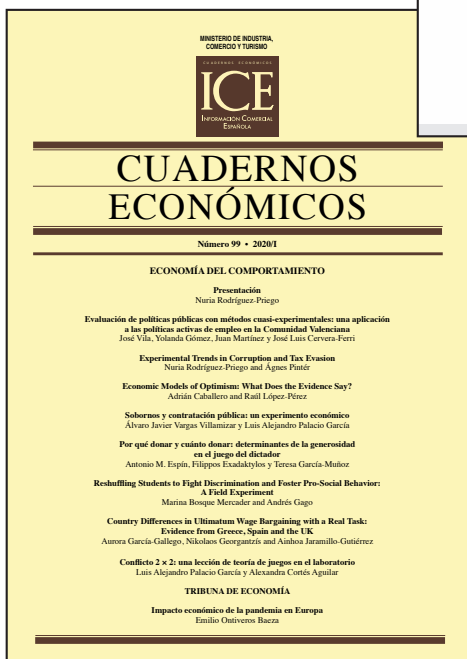 MINISTERIO DE INDUSTRIA,
COMERCIO Y TURISMO
CUADERNOS ECONÓMICOS
ICE
INFORMACIÓN COMERCIAL
ESPAÑOLA
CUADERNOS
ECONÓMICOS
Número 99 • 2020/I
ECONOMÍA DEL COMPORTAMIENTO
Presentación
Nuria Rodríguez-Priego
Evaluación de políticas públicas con métodos cuasi-experimentales: una aplicación
a las políticas activas de empleo en la Comunidad Valenciana
José Vila, Yolanda Gómez, Juan Martínez y José Luis Cervera-Ferri
Experimental Trends in Corruption and Tax Evasion
Nuria Rodríguez-Priego and Ágnes Pintér
Economic Models of Optimism: What Does the Evidence Say?
Adrián Caballero and Raúl López-Pérez
Sobornos y contratación pública: un experimento económico
Álvaro Javier Vargas Villamizar y Luis Alejandro Palacio García
Por qué donar y cuánto donar: determinantes de la generosidad
en el juego del dictador
Antonio M. Espín, Filippos Exadaktylos y Teresa García-Muñoz
Reshuffling Students to Fight Discrimination and Foster Pro-Social Behavior:
A Field Experiment
Marina Bosque Mercader and Andrés Gago
Country Differences in Ultimatum Wage Bargaining with a Real Task:
Evidence from Greece, Spain and the UK
Aurora García-Gallego, Nikolaos Georgantzís and Ainhoa Jaramillo-Gutiérrez
Conflicto 2 × 2: una lección de teoría de juegos en el laboratorio
Luis Alejandro Palacio García y Alexandra Cortés Aguilar
TRIBUNA DE ECONOMÍA
Impacto económico de la pandemia en Europa
Emilio Ontiveros Baeza